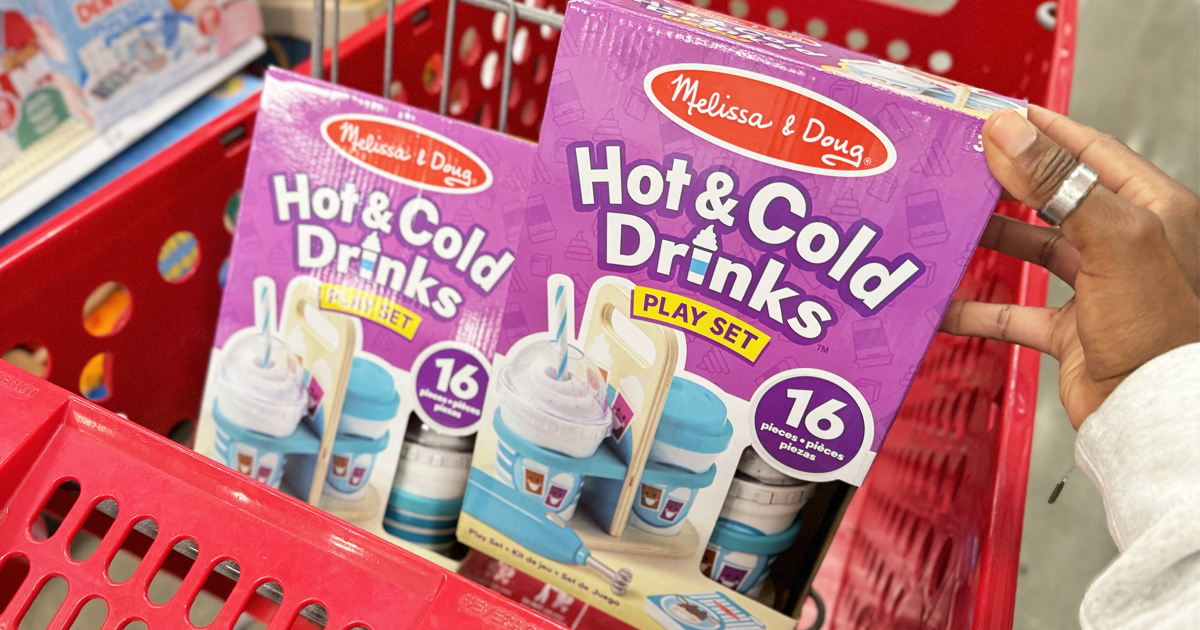 Melissa & Doug®
Hot & Cold
Drinks
PLAY SET
16
pieces • pièces
piezas
Melissa & Doug®
Hot & Cold
Drinks™
PLAY SET
16
pieces • pièces
piezas
Play Set • Kit de jeu • Set de Juego